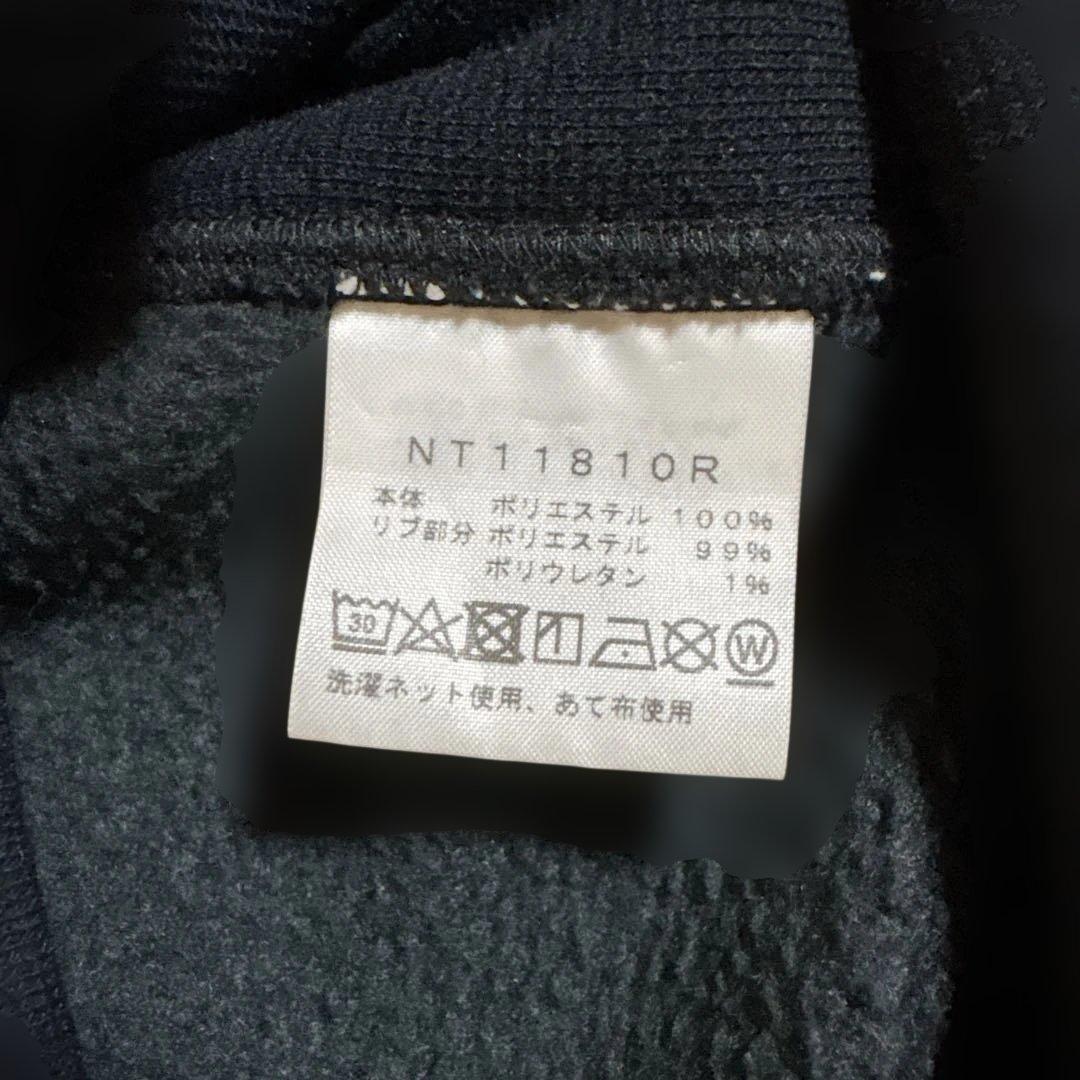 NT11810R
本体 ポリエステル 100%
リブ部分 ポリエステル 99%
ポリウレタン 1%
30 W
洗濯ネット使用、あて布使用